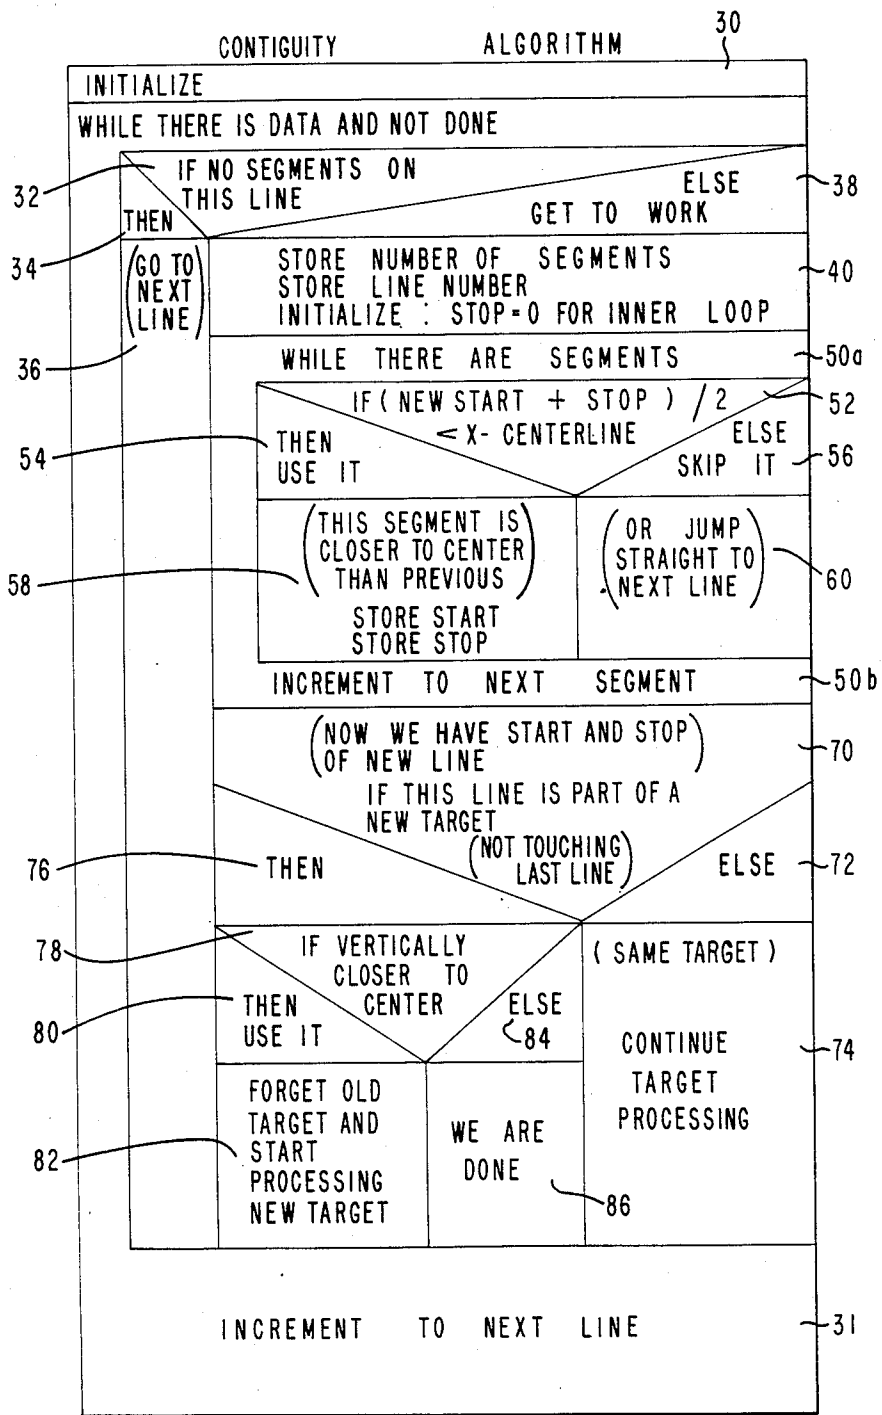 CONTIGUITY ALGORITHM
30
INITIALIZE
WHILE THERE IS DATA AND NOT DONE
32
IF NO SEGMENTS ON
THIS LINE
ELSE
GET TO WORK
38
THEN
34
(GO TO
NEXT
LINE)
36
STORE NUMBER OF SEGMENTS
STORE LINE NUMBER
INITIALIZE : STOP=0 FOR INNER LOOP
40
WHILE THERE ARE SEGMENTS
50a
IF (NEW START + STOP) /2
< X- CENTERLINE
52
THEN
USE IT
54
ELSE
SKIP IT
56
(THIS SEGMENT IS
CLOSER TO CENTER
THAN PREVIOUS)
STORE START
STORE STOP
58
(OR JUMP
STRAIGHT TO
NEXT LINE)
60
INCREMENT TO NEXT SEGMENT
50b
(NOW WE HAVE START AND STOP
OF NEW LINE)
70
IF THIS LINE IS PART OF A
NEW TARGET
(NOT TOUCHING
LAST LINE)
76
THEN
ELSE
72
78
IF VERTICALLY
CLOSER TO
CENTER
THEN
USE IT
80
ELSE
84
(SAME TARGET)
CONTINUE
TARGET
PROCESSING
74
FORGET OLD
TARGET AND
START
PROCESSING
NEW TARGET
82
WE ARE
DONE
86
INCREMENT TO NEXT LINE
31